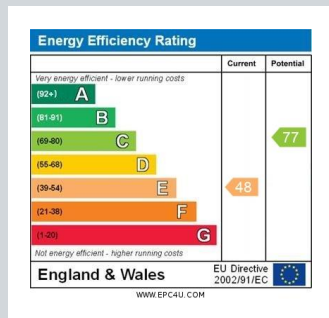 Energy Efficiency Rating
Current Potential
Very energy efficient - lower running costs
(92+) A
(81-91) B
(69-80) C 77
(55-68) D
(39-54) E 48
(21-38) F
(1-20) G
Not energy efficient - higher running costs
England & Wales EU Directive 2002/91/EC
WWW.EPC4U.COM